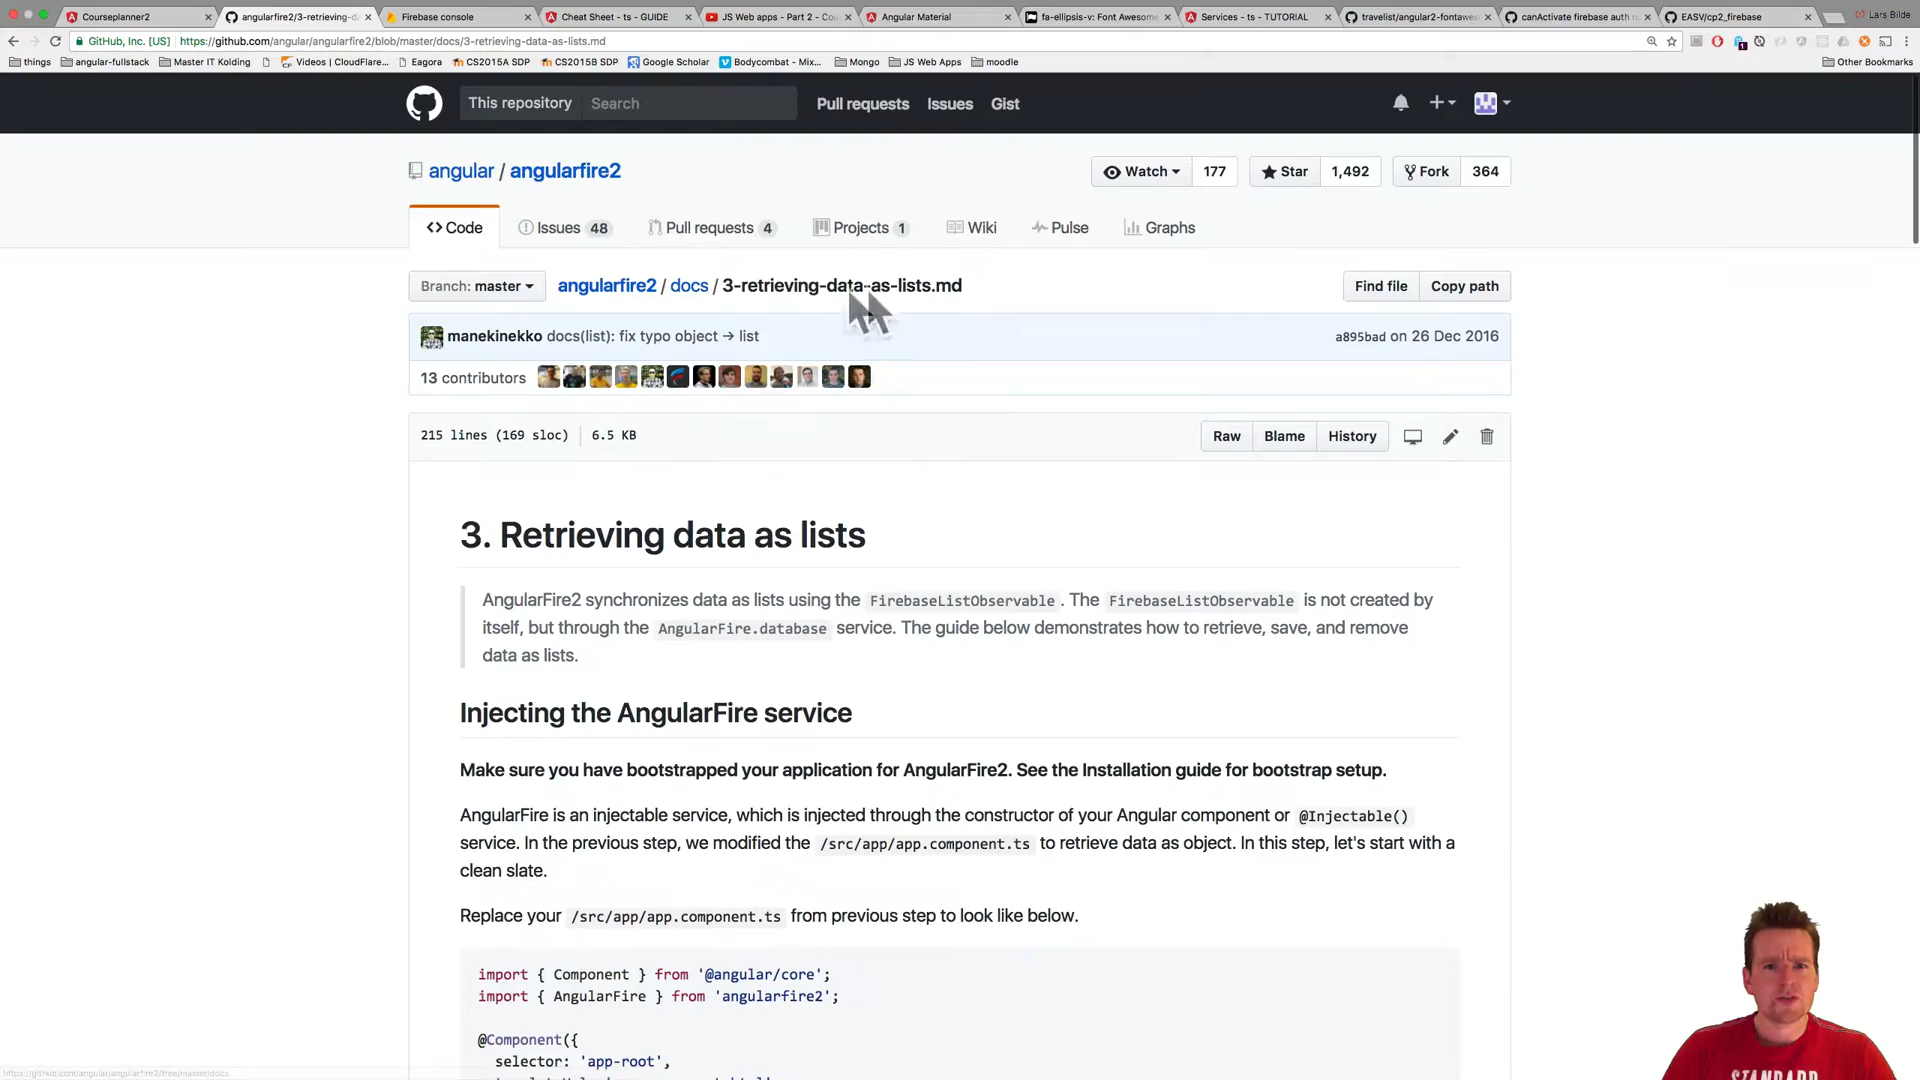 Courseplanner2
angularfire2/3-retrieving-da
Firebase console
Cheat Sheet - ts - GUIDE
JS Web apps - Part 2 - Cou
Angular Material
fa-ellipsis-v: Font Awesome
Services - ts - TUTORIAL
travelist/angular2-fontawes
canActivate firebase auth
EASV/cp2_firebase
Lars Bilde
GitHub, Inc. [US]
https://github.com/angular/angularfire2/blob/master/docs/3-retrieving-data-as-lists.md
things
angular-fullstack
Master IT Kolding
Videos | CloudFlare...
Eagora
CS2015A SDP
CS2015B SDP
Google Scholar
Bodycombat - Mix...
Mongo
JS Web Apps
moodle
Other Bookmarks
This repository
Search
Pull requests
Issues
Gist
angular / angularfire2
Watch
177
Star
1,492
Fork
364
Code
Issues 48
Pull requests 4
Projects 1
Wiki
Pulse
Graphs
Branch: master
angularfire2 / docs / 3-retrieving-data-as-lists.md
Find file
Copy path
manekinekko docs(list): fix typo object → list
a895bad on 26 Dec 2016
13 contributors
215 lines (169 sloc)
6.5 KB
Raw
Blame
History
3. Retrieving data as lists
AngularFire2 synchronizes data as lists using the FirebaseListObservable. The FirebaseListObservable is not created by
itself, but through the AngularFire.database service. The guide below demonstrates how to retrieve, save, and remove
data as lists.
Injecting the AngularFire service
Make sure you have bootstrapped your application for AngularFire2. See the Installation guide for bootstrap setup.
AngularFire is an injectable service, which is injected through the constructor of your Angular component or @Injectable()
service. In the previous step, we modified the /src/app/app.component.ts to retrieve data as object. In this step, let's start with a
clean slate.
Replace your /src/app/app.component.ts from previous step to look like below.
import { Component } from '@angular/core';
import { AngularFire } from 'angularfire2';
@Component({
selector: 'app-root',
https://github.com/angular/angularfire2/tree/master/docs
STANDARD